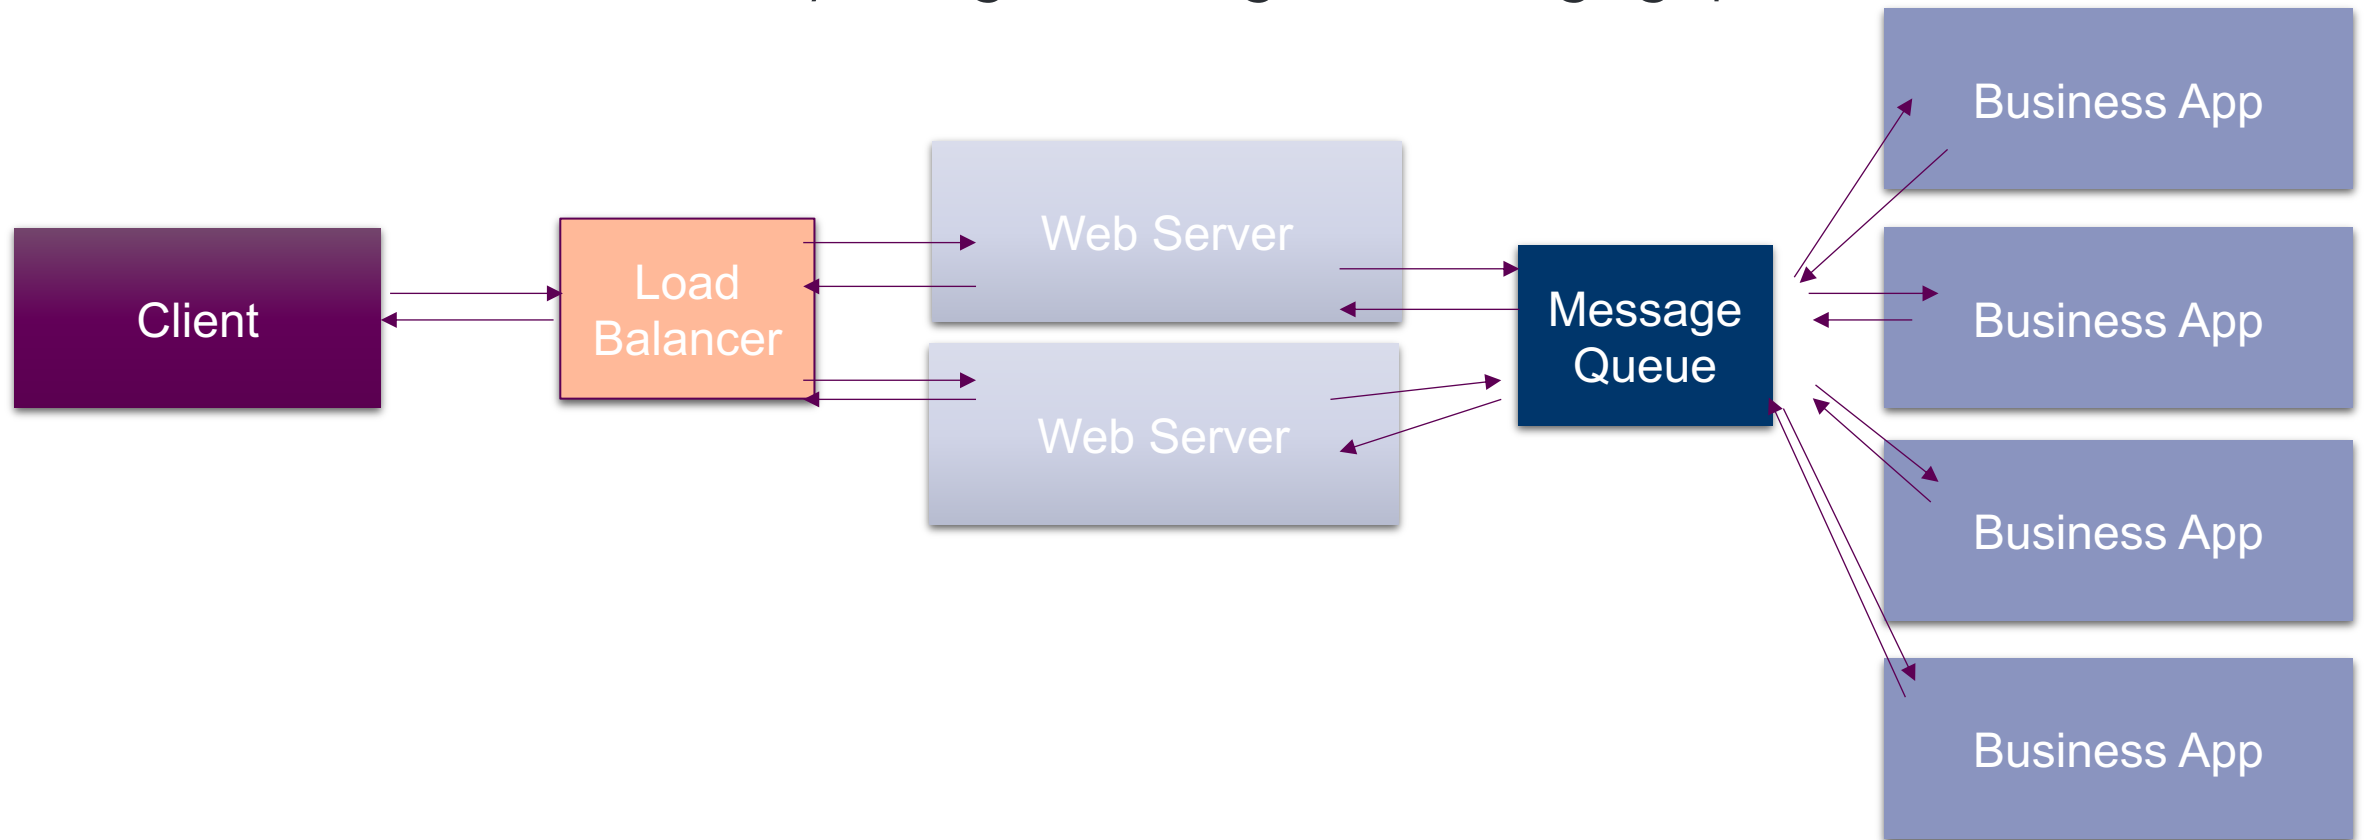 Client
Load
Balancer
Web Server
Web Server
Message
Queue
Business App
Business App
Business App
Business App